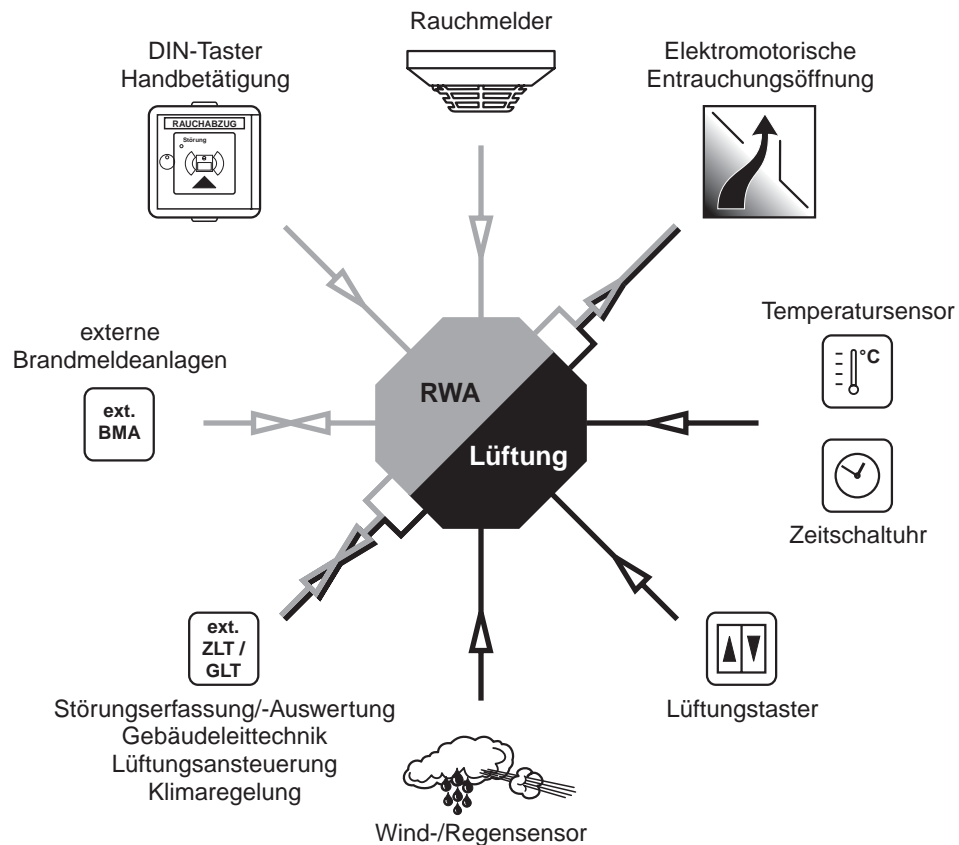 Rauchmelder
DIN-Taster
Handbetätigung
RAUCHABZUG
Störung
Elektromotorische
Entrauchungsöffnung
externe
Brandmeldeanlagen
ext.
BMA
RWA
Lüftung
Temperatursensor
°C
Zeitschaltuhr
ext.
ZLT /
GLT
Störungserfassung/-Auswertung
Gebäudeleittechnik
Lüftungsansteuerung
Klimaregelung
Lüftungstaster
Wind-/Regensensor